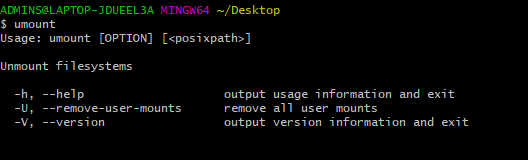 ADMINS@LAPTOP-JDUEEL3A MINGW64 ~/Desktop
$ umount
Usage: umount [OPTION] [<posixpath>]
Unmount filesystems
-h, --help output usage information and exit
-U, --remove-user-mounts remove all user mounts
-V, --version output version information and exit